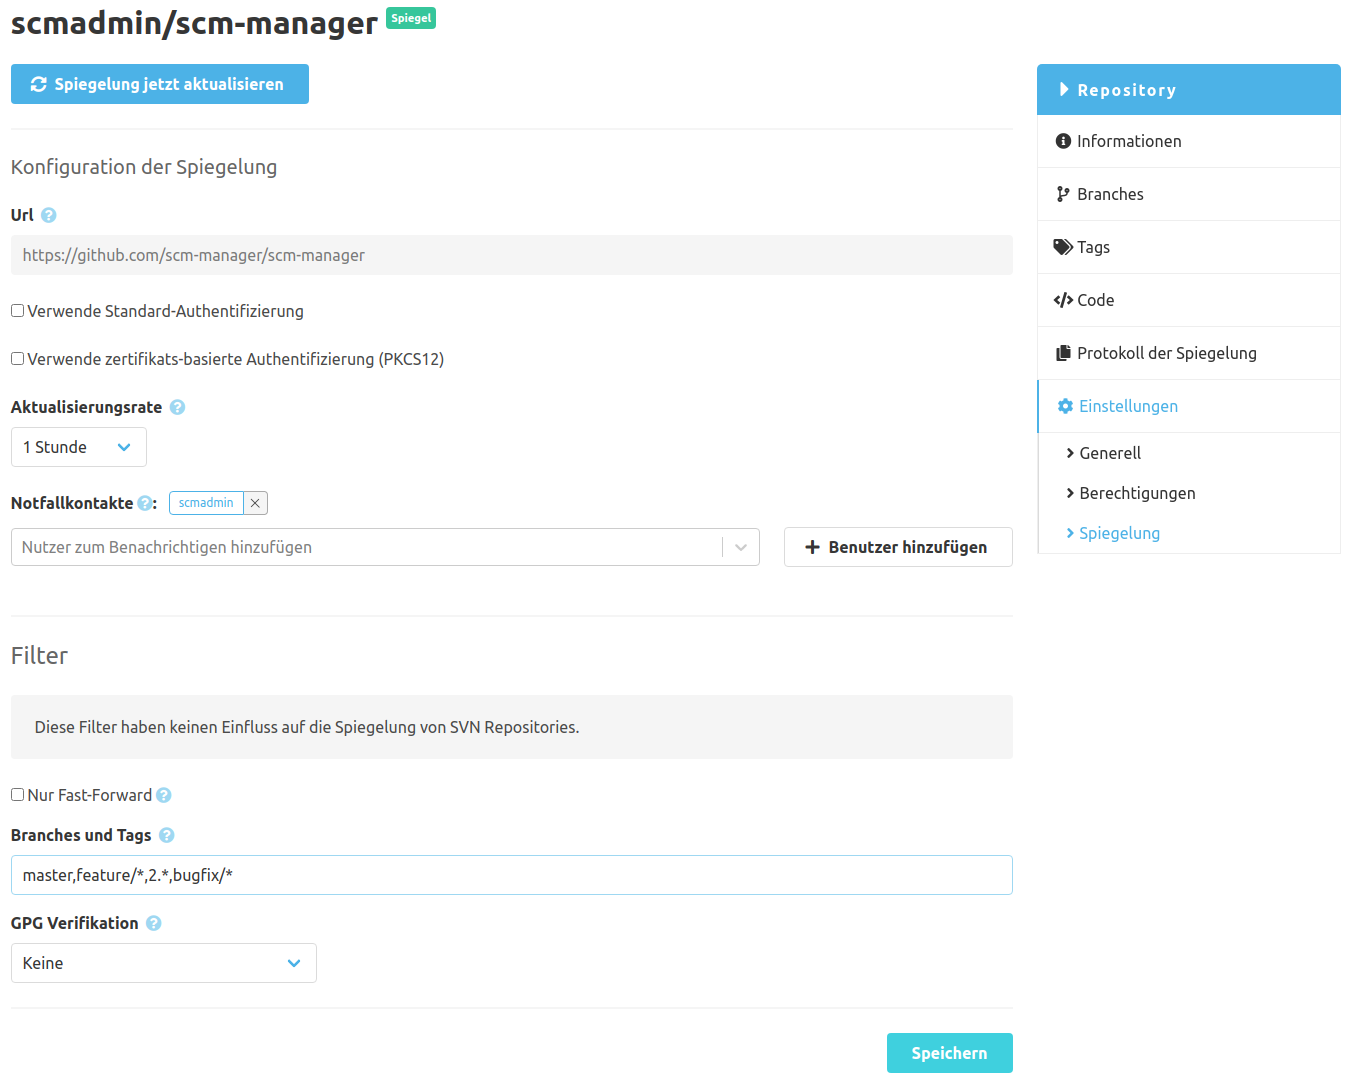 scmadmin/scm-manager Spiegel
Spiegelung jetzt aktualisieren
Konfiguration der Spiegelung
Url ?
https://github.com/scm-manager/scm-manager
Verwende Standard-Authentifizierung
Verwende zertifikats-basierte Authentifizierung (PKCS12)
Aktualisierungsrate ?
1 Stunde
Notfallkontakte ?: scmadmin
Nutzer zum Benachrichtigen hinzufügen
Benutzer hinzufügen
Filter
Diese Filter haben keinen Einfluss auf die Spiegelung von SVN Repositories.
Nur Fast-Forward ?
Branches und Tags ?
master,feature/*,2.*,bugfix/*
GPG Verifikation ?
Keine
Speichern
Repository
Informationen
Branches
Tags
Code
Protokoll der Spiegelung
Einstellungen
Generell
Berechtigungen
Spiegelung